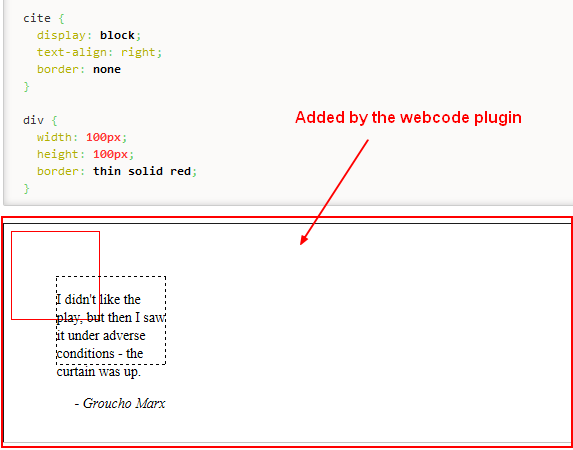 cite {
display: block;
text-align: right;
border: none
}
div {
width: 100px;
height: 100px;
border: thin solid red;
}
Added by the webcode plugin
I didn't like the
play, but then I saw
it under adverse
conditions - the
curtain was up.
- Groucho Marx